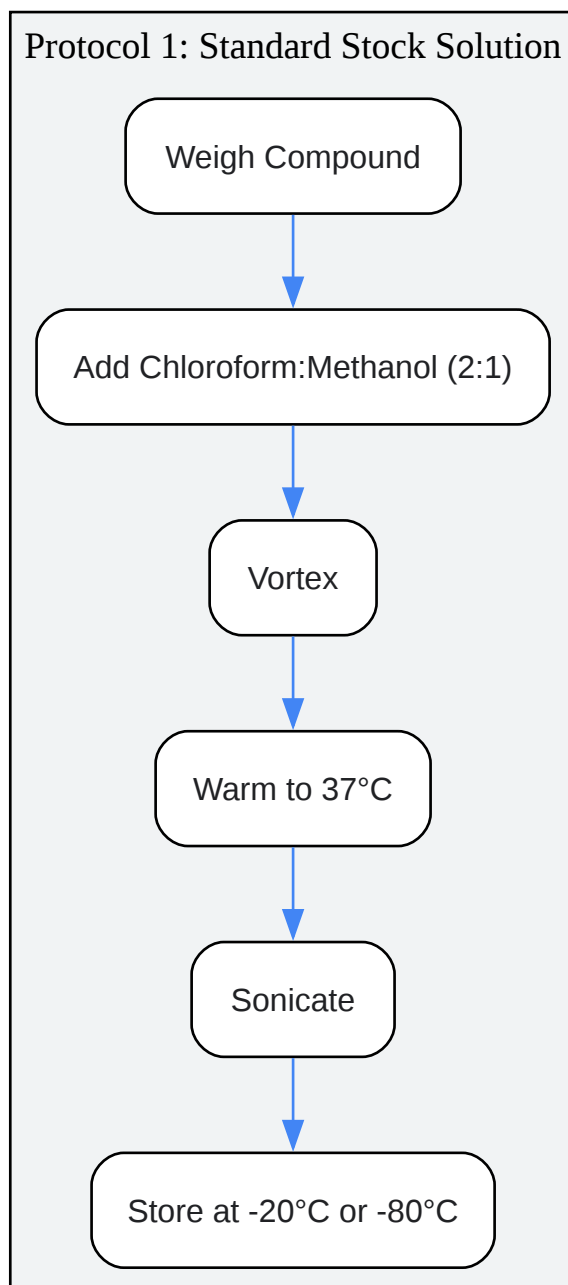 Protocol 1: Standard Stock Solution
Weigh Compound
Add Chloroform:Methanol (2:1)
Vortex
Warm to 37°C
Sonicate
Store at -20°C or -80°C